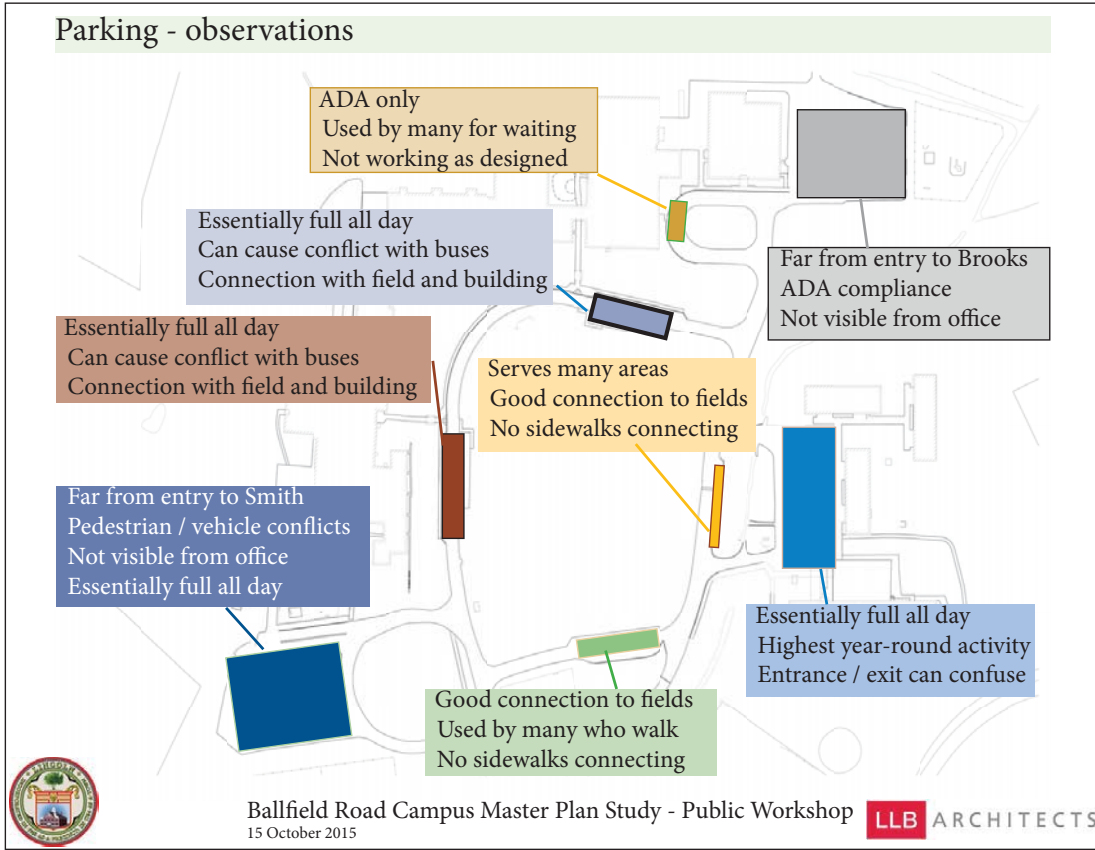 Parking - observations
ADA only
Used by many for waiting
Not working as designed
Essentially full all day
Can cause conflict with buses
Connection with field and building
Far from entry to Brooks
ADA compliance
Not visible from office
Essentially full all day
Can cause conflict with buses
Connection with field and building
Serves many areas
Good connection to fields
No sidewalks connecting
Far from entry to Smith
Pedestrian / vehicle conflicts
Not visible from office
Essentially full all day
Essentially full all day
Highest year-round activity
Entrance / exit can confuse
Good connection to fields
Used by many who walk
No sidewalks connecting
Ballfield Road Campus Master Plan Study - Public Workshop
15 October 2015
LLB ARCHITECTS